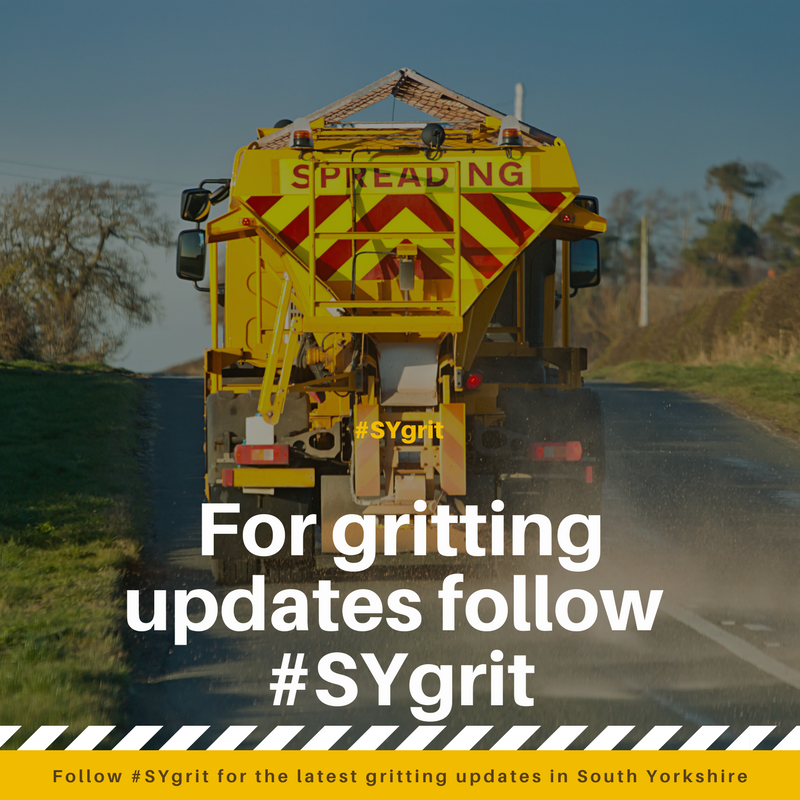 SPREADING
#SYgrit
For gritting
updates follow
#SYgrit
Follow #SYgrit for the latest gritting updates in South Yorkshire